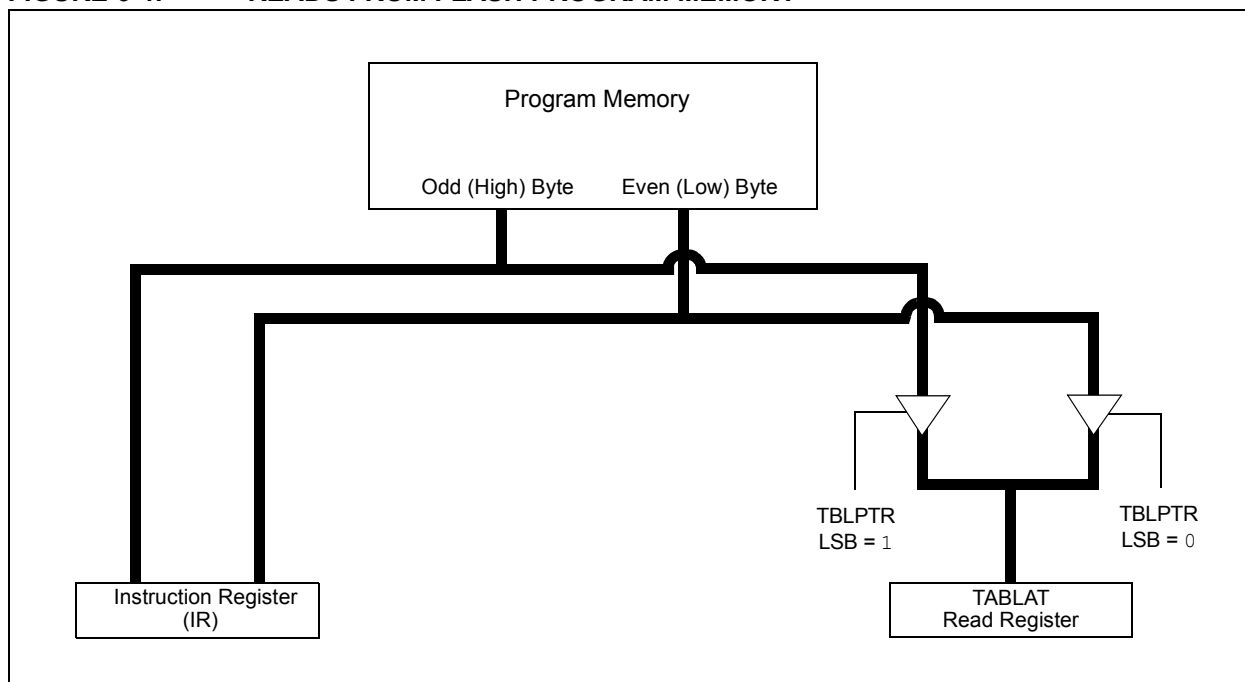 Program Memory
Odd (High) Byte Even (Low) Byte
TBLPTR
LSB = 1
TBLPTR
LSB = 0
Instruction Register
(IR)
TABLAT
Read Register